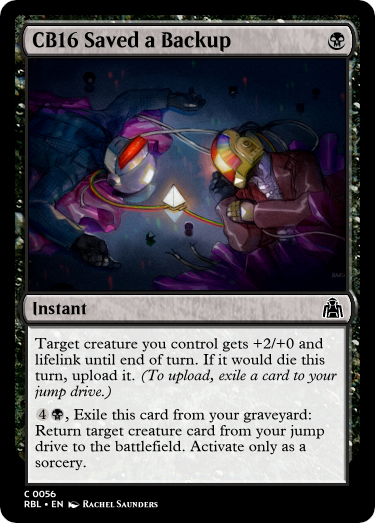 CB16 Saved a Backup
Instant
Target creature you control gets +2/+0 and
lifelink until end of turn. If it would die this
turn, upload it. (To upload, exile a card to your
jump drive.)
4, Exile this card from your graveyard:
Return target creature card from your jump
drive to the battlefield. Activate only as a
sorcery.
C 0056
RBL • EN Rachel Saunders